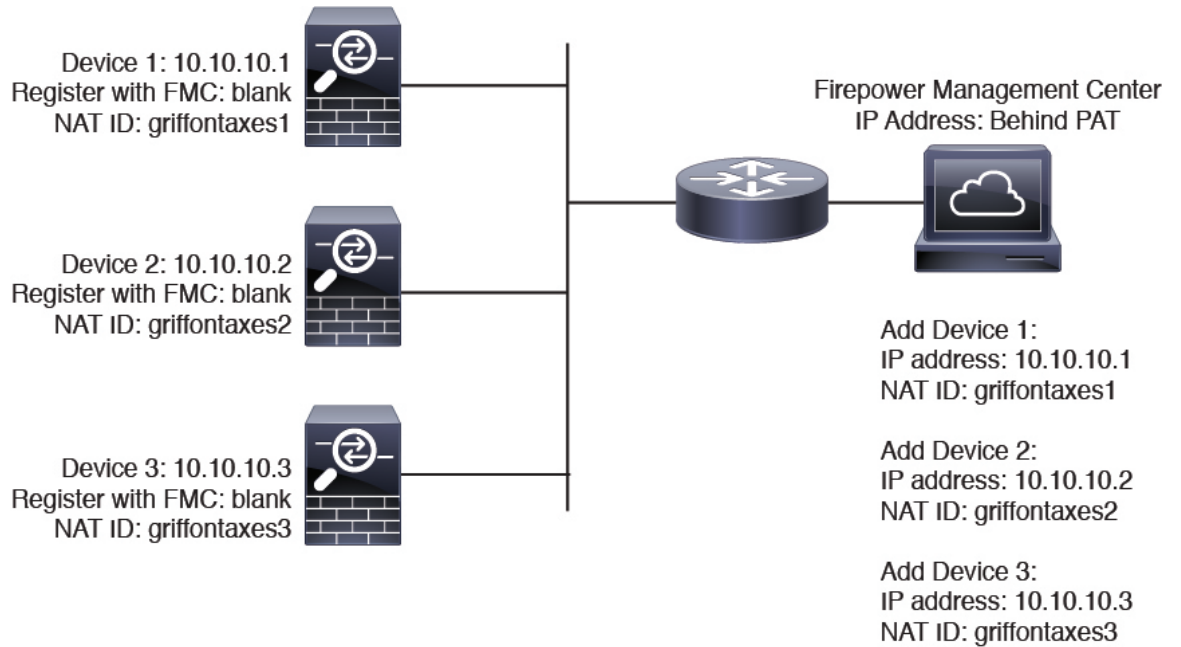 Device 1: 10.10.10.1
Register with FMC: blank
NAT ID: griffontaxes1
Device 2: 10.10.10.2
Register with FMC: blank
NAT ID: griffontaxes2
Device 3: 10.10.10.3
Register with FMC: blank
NAT ID: griffontaxes3
Firepower Management Center
IP Address: Behind PAT
Add Device 1:
IP address: 10.10.10.1
NAT ID: griffontaxes1
Add Device 2:
IP address: 10.10.10.2
NAT ID: griffontaxes2
Add Device 3:
IP address: 10.10.10.3
NAT ID: griffontaxes3